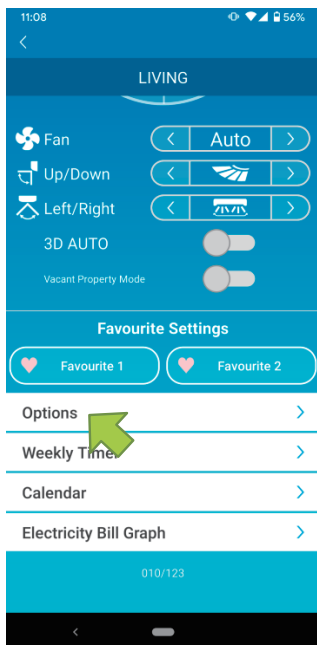 11:08 56%
LIVING
Fan Auto
Up/Down
Left/Right
3D AUTO
Vacant Property Mode
Favourite Settings
Favourite 1 Favourite 2
Options
Weekly Timer
Calendar
Electricity Bill Graph
010/123